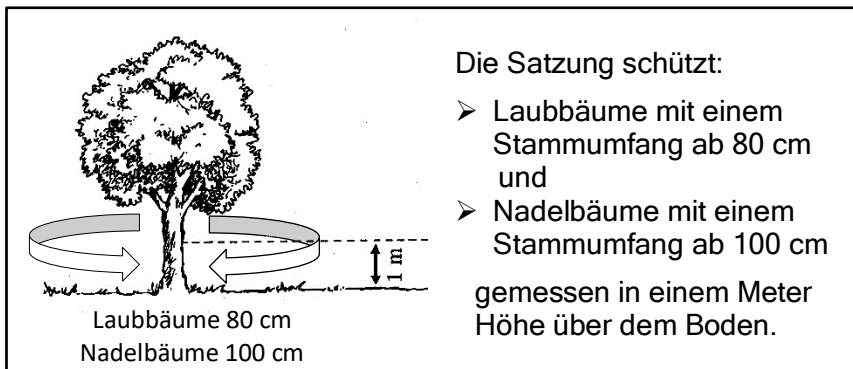 1 m
Laubbäume 80 cm
Nadelbäume 100 cm
Die Satzung schützt:
➢ Laubbäume mit einem
Stammumfang ab 80 cm
und
➢ Nadelbäume mit einem
Stammumfang ab 100 cm
gemessen in einem Meter
Höhe über dem Boden.